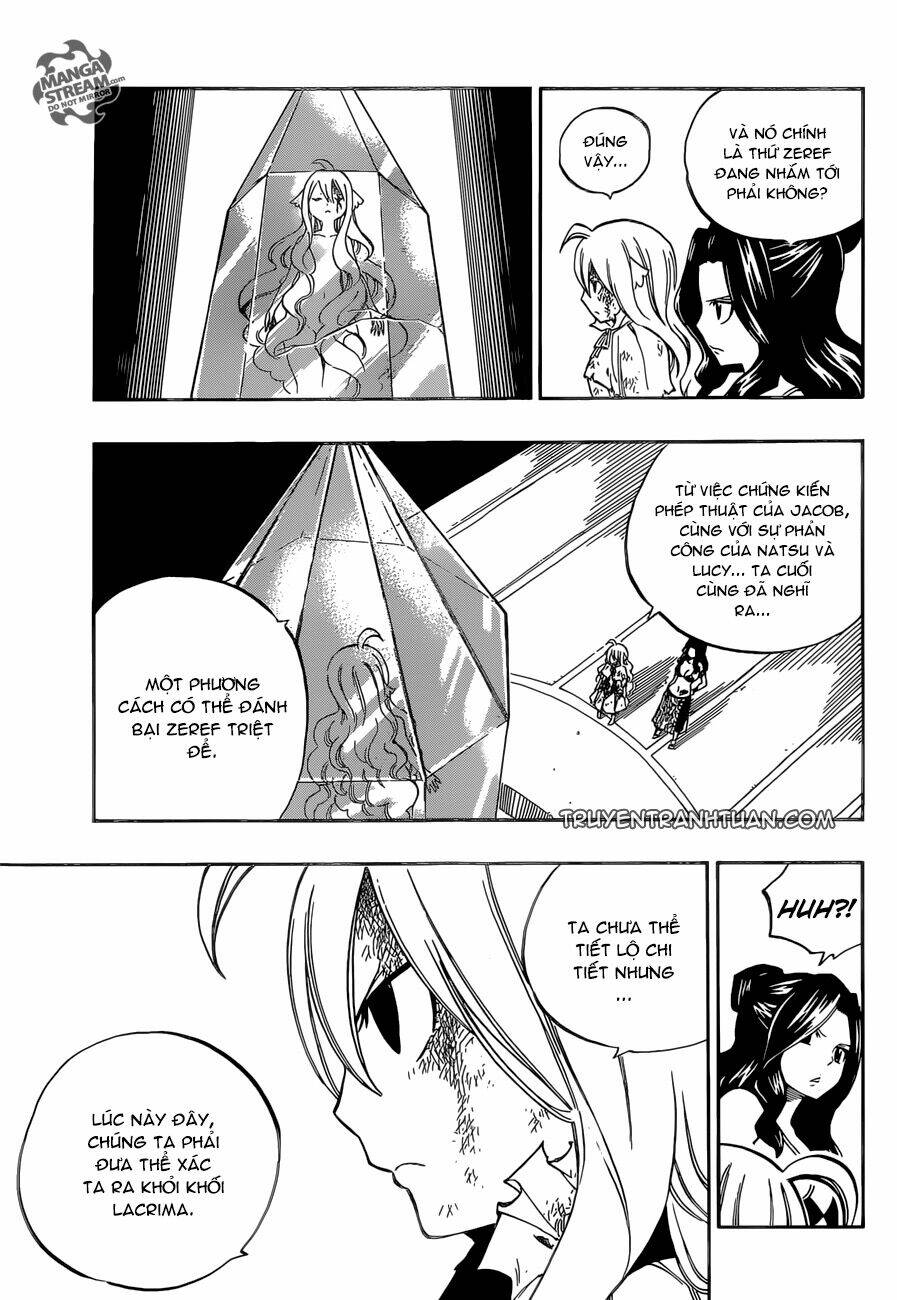 MANGA
STREAM.com
DO NOT MIRROR
VÀ NÓ CHÍNH
LÀ THỨ ZEREF
ĐANG NHẮM TỚI
PHẢI KHÔNG?
ĐÚNG
VẬY...
TỪ VIỆC CHỨNG KIẾN
PHÉP THUẬT CỦA JACOB,
CÙNG VỚI SỰ PHẢN
CÔNG CỦA NATSU VÀ
LUCY... TA CUỐI
CÙNG ĐÃ NGHĨ
RA...
MỘT PHƯƠNG
CÁCH CÓ THỂ ĐÁNH
BẠI ZEREF TRIỆT
ĐỂ.
TRUYENTRANHTUAN.COM
HUH?!
TA CHƯA THỂ
TIẾT LỘ CHI
TIẾT NHƯNG
...
LÚC NÀY ĐÂY,
CHÚNG TA PHẢI
ĐƯA THỂ XÁC
TA RA KHỎI KHỐI
LACRIMA.